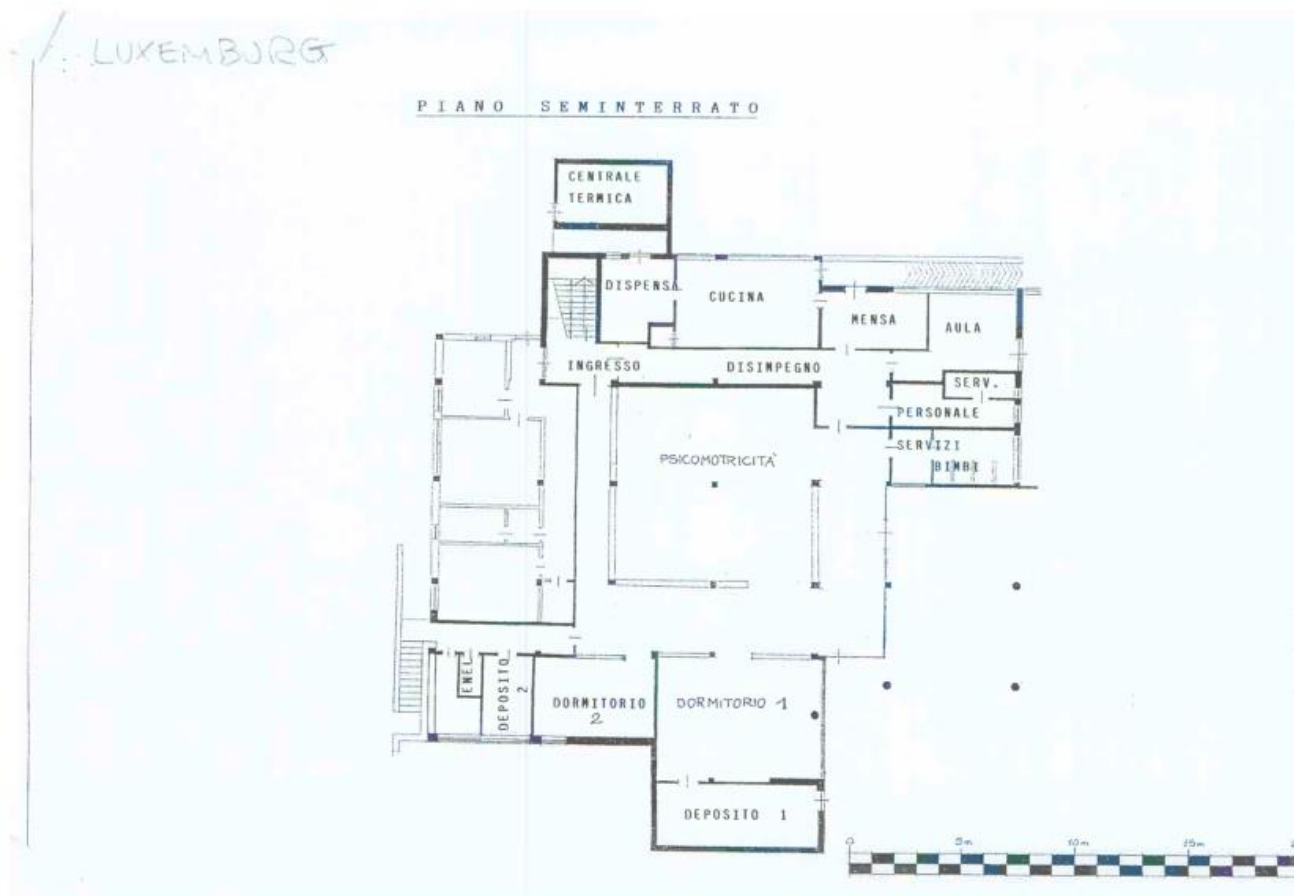 LUXEMBURG
PIANO SEMINTERRATO
CENTRALE
TERMICA
DISPENSA
CUCINA
MENSA
AULA
INGRESSO
DISIMPEGNO
SERV.
PERSONALE
SERVIZI
BIMBI
PSICOMOTRICITÀ
ENEL
DEPOSITO
2
DORMITORIO
2
DORMITORIO 1
DEPOSITO 1
0 5m 10m 15m